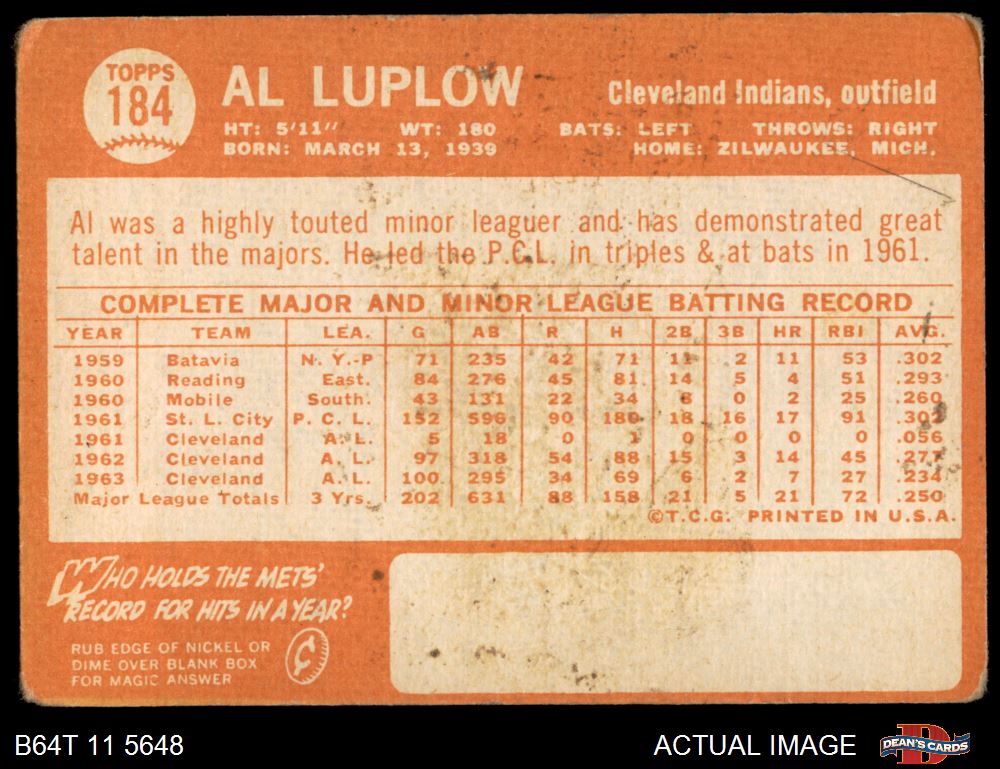 TOPPS
184
AL LUPLOW
Cleveland Indians, outfield
HT: 5'11" WT: 180 BATS: LEFT THROWS: RIGHT
BORN: MARCH 13, 1939 HOME: ZILWAUKEE, MICH.
Al was a highly touted minor leaguer and has demonstrated great
talent in the majors. He led the P.C.L. in triples & at bats in 1961.
COMPLETE MAJOR AND MINOR LEAGUE BATTING RECORD
YEAR TEAM LEA. G AB R H 2B 3B HR RBI AVG.
1959 Batavia N. Y.-P 71 235 42 71 11 2 11 53 .302
1960 Reading East. 84 276 45 81 14 5 4 51 .293
1960 Mobile South. 43 131 22 34 8 0 2 25 .260
1961 St. L. City P. C. L. 152 596 90 180 18 16 17 91
1961 Cleveland A. L. 5 18 0 1 0 0 0 0 .056
1962 Cleveland A. L. 97 318 54 88 15 3 14 45 .277
1963 Cleveland A. L. 100 295 34 69 6 2 7 27 .234
Major League Totals 3 Yrs. 202 631 88 158 21 5 21 72 .250
©T.C.G. PRINTED IN U.S.A.
WHO HOLDS THE METS'
RECORD FOR HITS IN A YEAR?
RUB EDGE OF NICKEL OR
DIME OVER BLANK BOX
FOR MAGIC ANSWER
¢
B64T 11 5648
ACTUAL IMAGE
DEAN'S CARDS